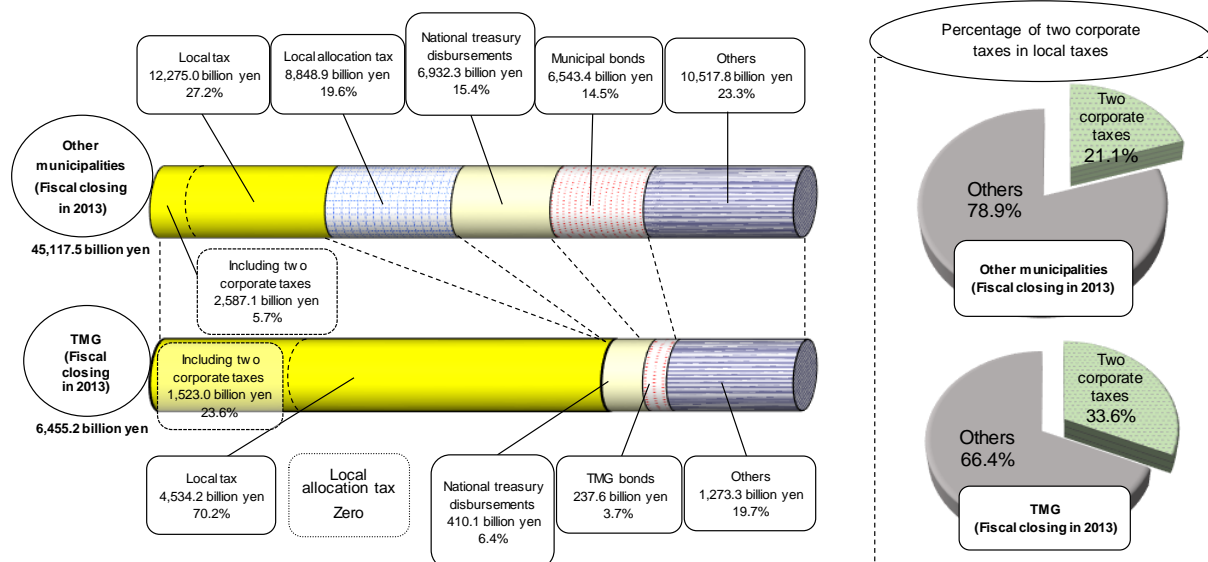 Local tax
12,275.0 billion yen
27.2%
Local allocation tax
8,848.9 billion yen
19.6%
National treasury
disbursements
6,932.3 billion yen
15.4%
Municipal bonds
6,543.4 billion yen
14.5%
Others
10,517.8 billion yen
23.3%
Other
municipalities
(Fiscal closing
in 2013)
45,117.5 billion yen
Including two
corporate taxes
2,587.1 billion yen
5.7%
TMG
(Fiscal
closing
in 2013)
6,455.2 billion yen
Including two
corporate taxes
1,523.0 billion yen
23.6%
Local tax
4,534.2 billion yen
70.2%
Local
allocation tax
Zero
National treasury
disbursements
410.1 billion yen
6.4%
TMG bonds
237.6 billion yen
3.7%
Others
1,273.3 billion yen
19.7%
Percentage of two corporate
taxes in local taxes
Two
corporate
taxes
21.1%
Others
78.9%
Other municipalities
(Fiscal closing in 2013)
Two
corporate
taxes
33.6%
Others
66.4%
TMG
(Fiscal closing in 2013)